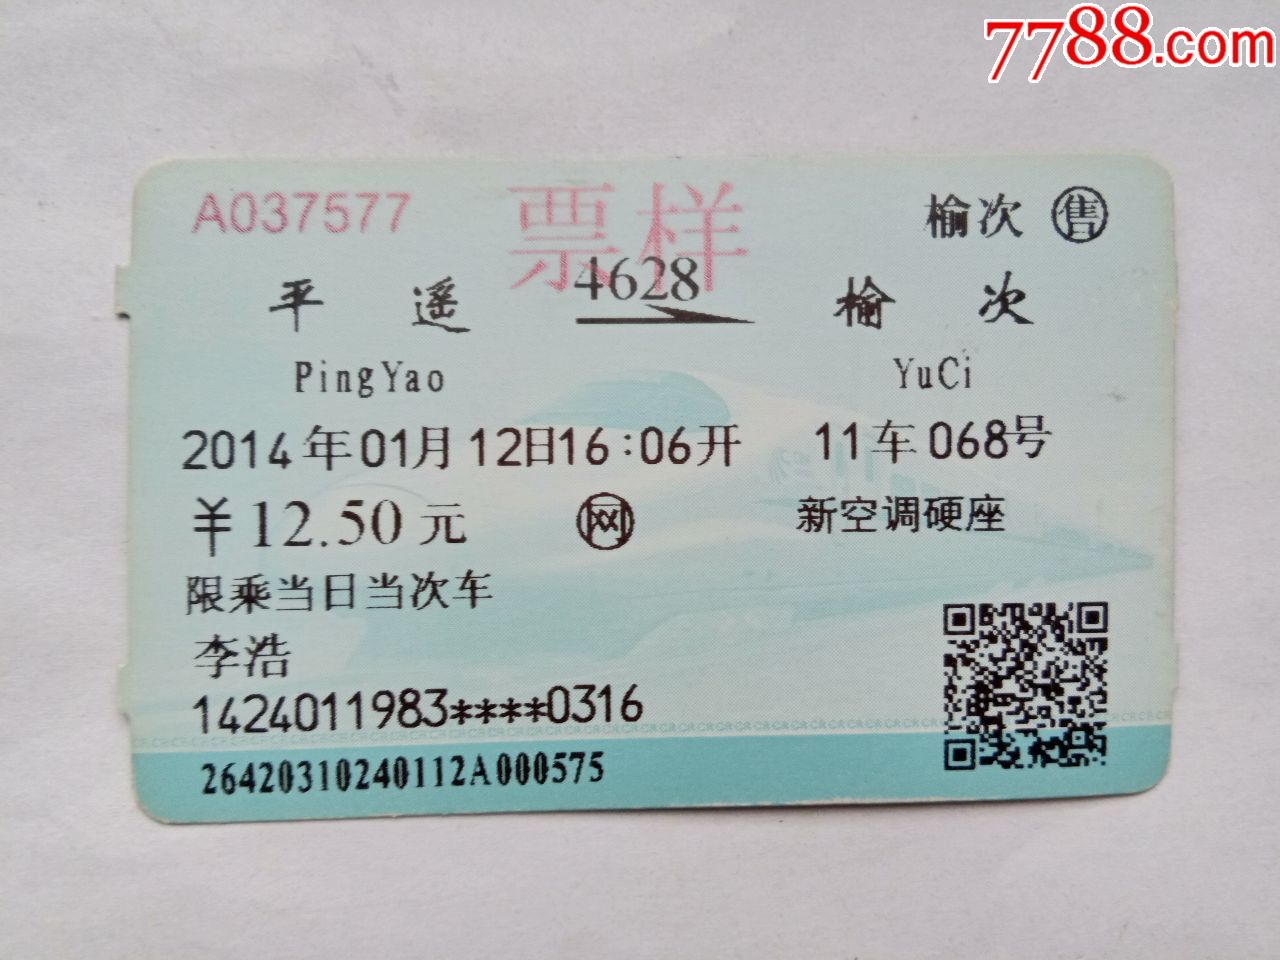 7788.com
A037577 票样 榆次 售
平遥 4628 榆次
PingYao YuCi
2014年01月12日16:06开 11车068号
¥12.50元 网 新空调硬座
限乘当日当次车
李浩
1424011983****0316
26420310240112A000575